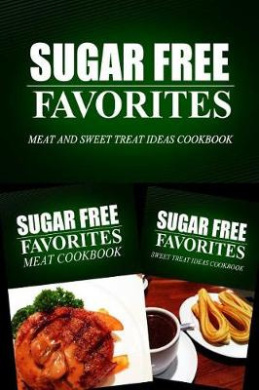 SUGAR FREE
FAVORITES
MEAT AND SWEET TREAT IDEAS COOKBOOK
SUGAR FREE
FAVORITES
MEAT COOKBOOK
SUGAR FREE
FAVORITES
SWEET TREAT IDEAS COOKBOOK